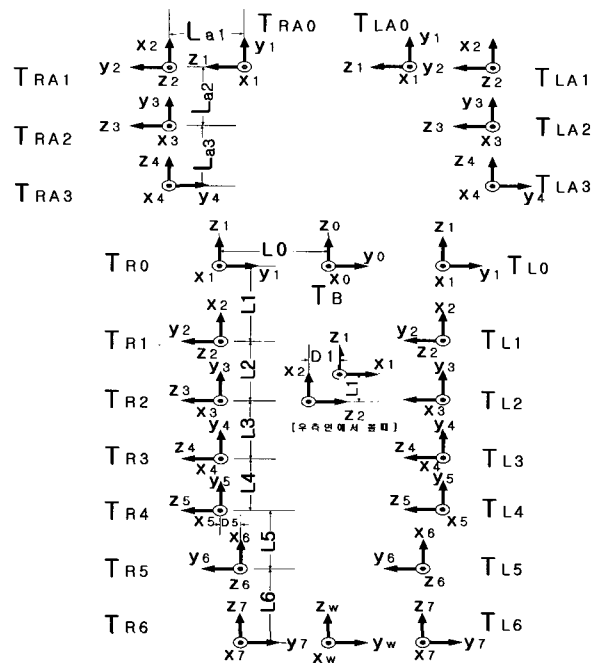 La1 TRA0 TLA0
x2 z1 y1 y1
y2 z2 x1 z1 x1 y2 x2 z2
TRA1 La2 TLA1
y3 y3
z3 x3 z3 x3
TRA2 La3 TLA2
z4 z4
x4 y4 x4 y4
TRA3 TLA3
z1 L0 z0 z1
TR0 x1 y1 x0 y0 x1 y1 TL0
TB
L1
x2 x2
TR1 y2 z2 y2 z2 TL1
L2 D1 z1
y3 x2 x1 L1 y3
TR2 z3 x3 z2 z3 x3 TL2
[우측면에서 볼때]
L3
y4 y4
TR3 z4 x4 z4 x4 TL3
L4
y5 y5
TR4 z5 x5 D5 z5 x5 TL4
x6 L5 x6
TR5 y6 z6 y6 z6 TL5
L6
z7 zw z7
TR6 x7 y7 xw yw x7 y7 TL6